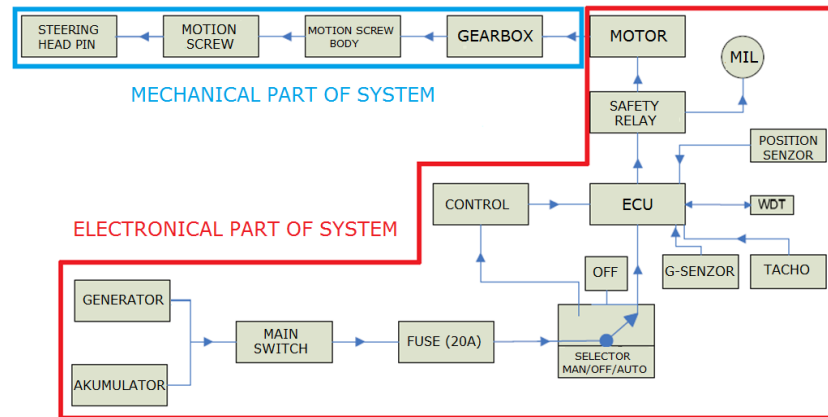 STEERING
HEAD PIN
MOTION
SCREW
MOTION SCREW
BODY
GEARBOX
MOTOR
MIL
MECHANICAL PART OF SYSTEM
SAFETY
RELAY
POSITION
SENZOR
CONTROL
ECU
WDT
ELECTRONICAL PART OF SYSTEM
OFF
G-SENZOR
TACHO
GENERATOR
MAIN
SWITCH
FUSE (20A)
SELECTOR
MAN/OFF/AUTO
AKUMULATOR